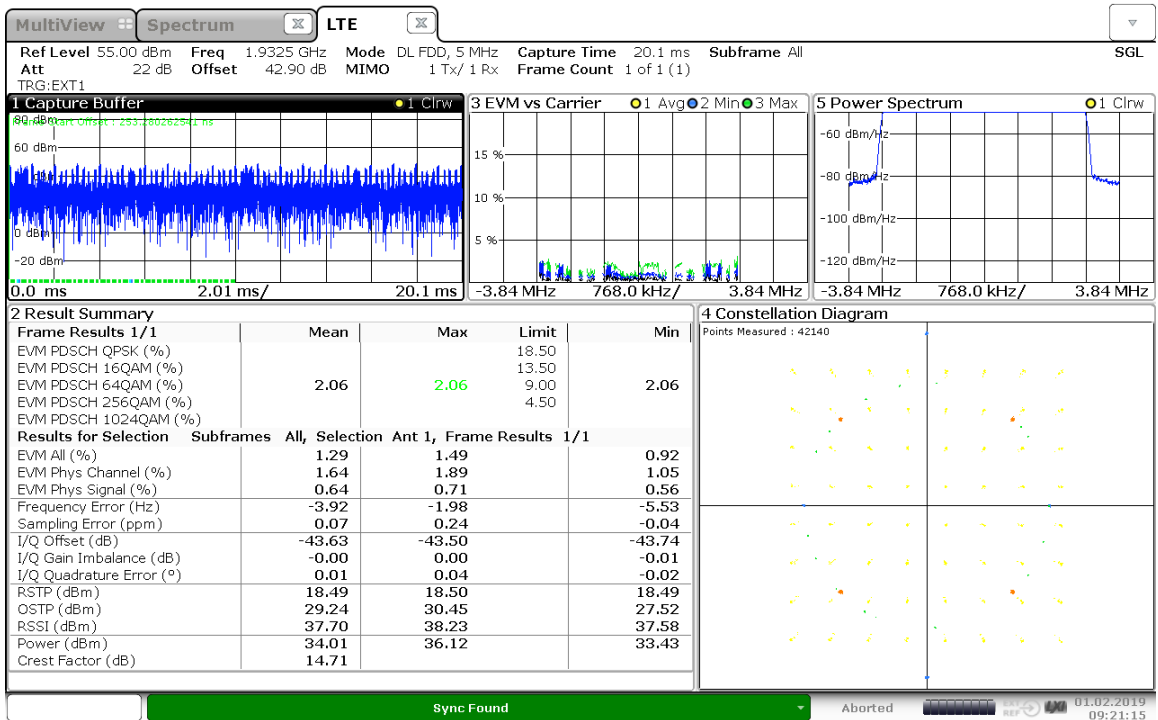 MultiView Spectrum LTE
Ref Level 55.00 dBm Freq 1.9325 GHz Mode DL FDD, 5 MHz Capture Time 20.1 ms Subframe All SGL
Att 22 dB Offset 42.90 dB MIMO 1 Tx/ 1 Rx Frame Count 1 of 1 (1)
TRG:EXT1
1 Capture Buffer 1 Clrw
80 dBm
Frame Start Offset : 253.280262541 ms
60 dBm
0 dBm
-20 dBm
0.0 ms 2.01 ms/ 20.1 ms
3 EVM vs Carrier 1 Avg 2 Min 3 Max
15 %
10 %
5 %
-3.84 MHz 768.0 kHz/ 3.84 MHz
5 Power Spectrum 1 Clrw
-60 dBm/Hz
-80 dBm/Hz
-100 dBm/Hz
-120 dBm/Hz
-3.84 MHz 768.0 kHz/ 3.84 MHz
2 Result Summary
Frame Results 1/1 Mean Max Limit Min
EVM PDSCH QPSK (%) 18.50
EVM PDSCH 16QAM (%) 13.50
EVM PDSCH 64QAM (%) 2.06 2.06 9.00 2.06
EVM PDSCH 256QAM (%) 4.50
EVM PDSCH 1024QAM (%)
Results for Selection Subframes All, Selection Ant 1, Frame Results 1/1
EVM All (%) 1.29 1.49 0.92
EVM Phys Channel (%) 1.64 1.89 1.05
EVM Phys Signal (%) 0.64 0.71 0.56
Frequency Error (Hz) -3.92 -1.98 -5.53
Sampling Error (ppm) 0.07 0.24 -0.04
I/Q Offset (dB) -43.63 -43.50 -43.74
I/Q Gain Imbalance (dB) -0.00 0.00 -0.01
I/Q Quadrature Error (°) 0.01 0.04 -0.02
RSTP (dBm) 18.49 18.50 18.49
OSTP (dBm) 29.24 30.45 27.52
RSSI (dBm) 37.70 38.23 37.58
Power (dBm) 34.01 36.12 33.43
Crest Factor (dB) 14.71
4 Constellation Diagram
Points Measured : 42140
Sync Found
Aborted
EXT
REF
LXI
01.02.2019
09:21:15